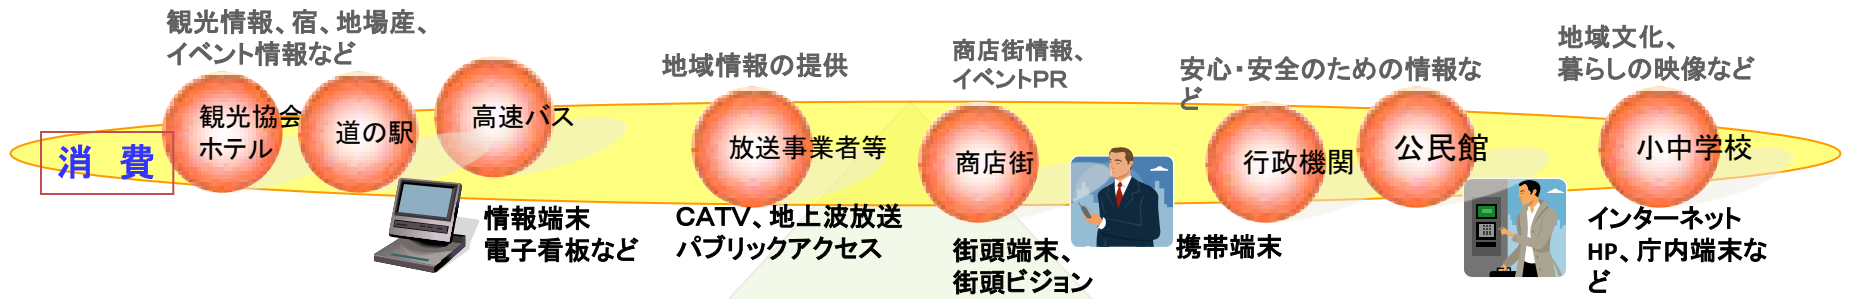 観光情報、宿、地場産、
イベント情報など
地域情報の提供
商店街情報、
イベントPR
安心・安全のための情報な
ど
地域文化、
暮らしの映像など
消 費
観光協会
ホテル
道の駅
高速バス
放送事業者等
商店街
行政機関
公民館
小中学校
情報端末
電子看板など
CATV、地上波放送
パブリックアクセス
街頭端末、
街頭ビジョン
携帯端末
インターネット
HP、庁内端末な
ど